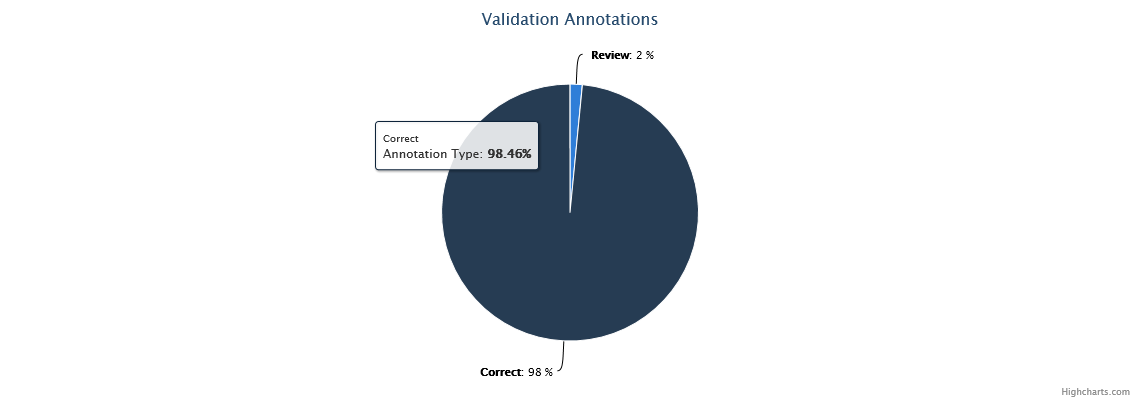 Validation Annotations
Review: 2 %
Correct
Annotation Type: 98.46%
Correct: 98 %
Highcharts.com